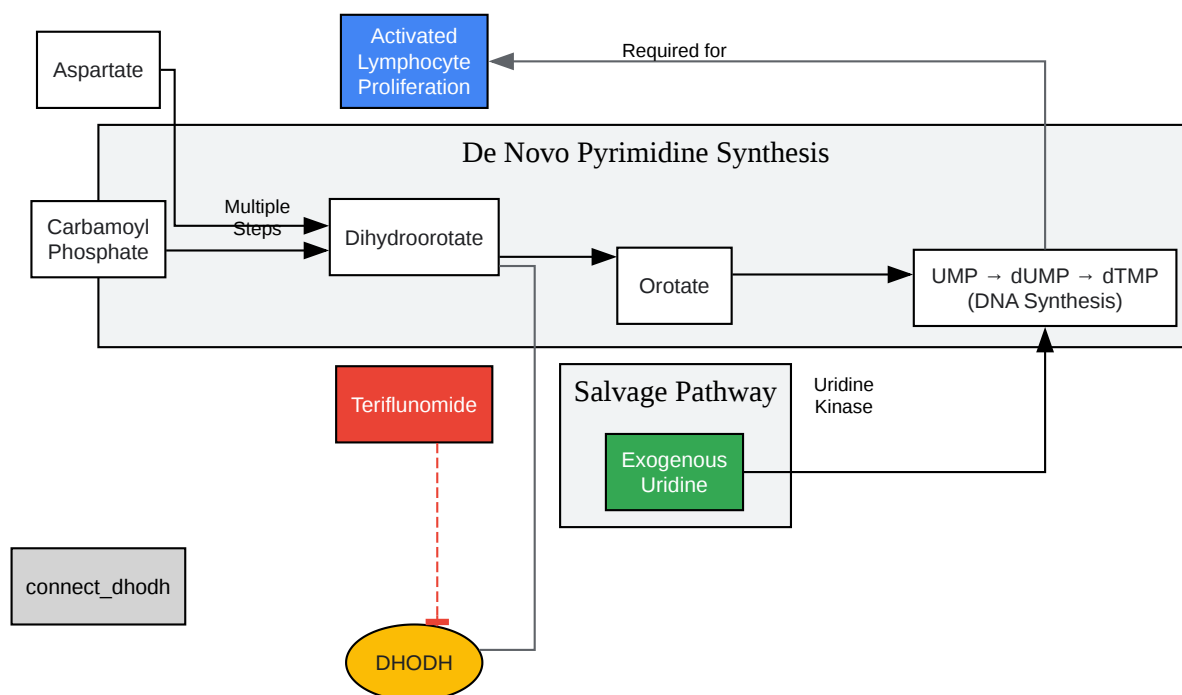 Activated
Lymphocyte
Proliferation
Required for
Aspartate
De Novo Pyrimidine Synthesis
Multiple
Steps
Carbamoyl
Phosphate
Dihydroorotate
Orotate
UMP → dUMP → dTMP
(DNA Synthesis)
Teriflunomide
Salvage Pathway
Uridine
Kinase
Exogenous
Uridine
connect_dhodh
DHODH